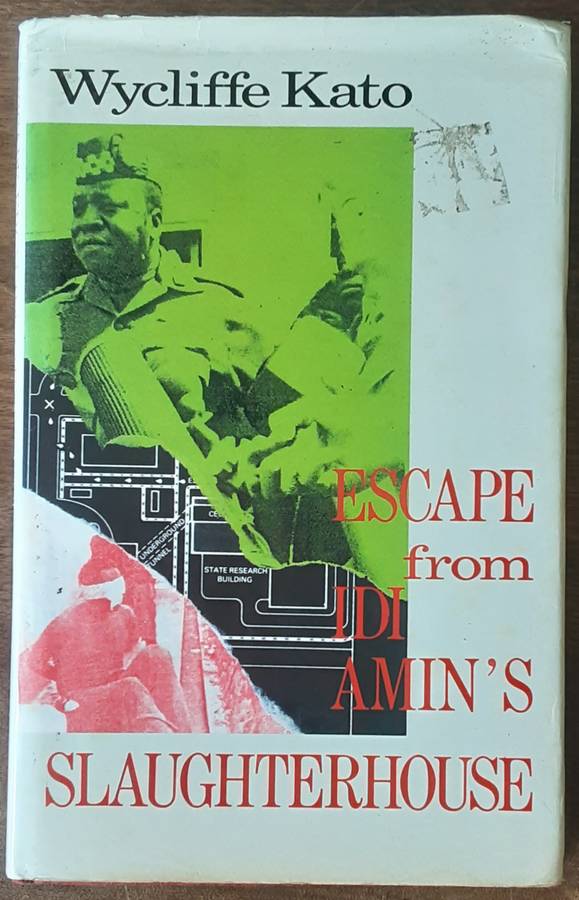 Wycliffe Kato
UNDERGROUND
TUNNEL
STATE RESEARCH
BUILDING
ESCAPE
from
IDI
AMIN'S
SLAUGHTERHOUSE